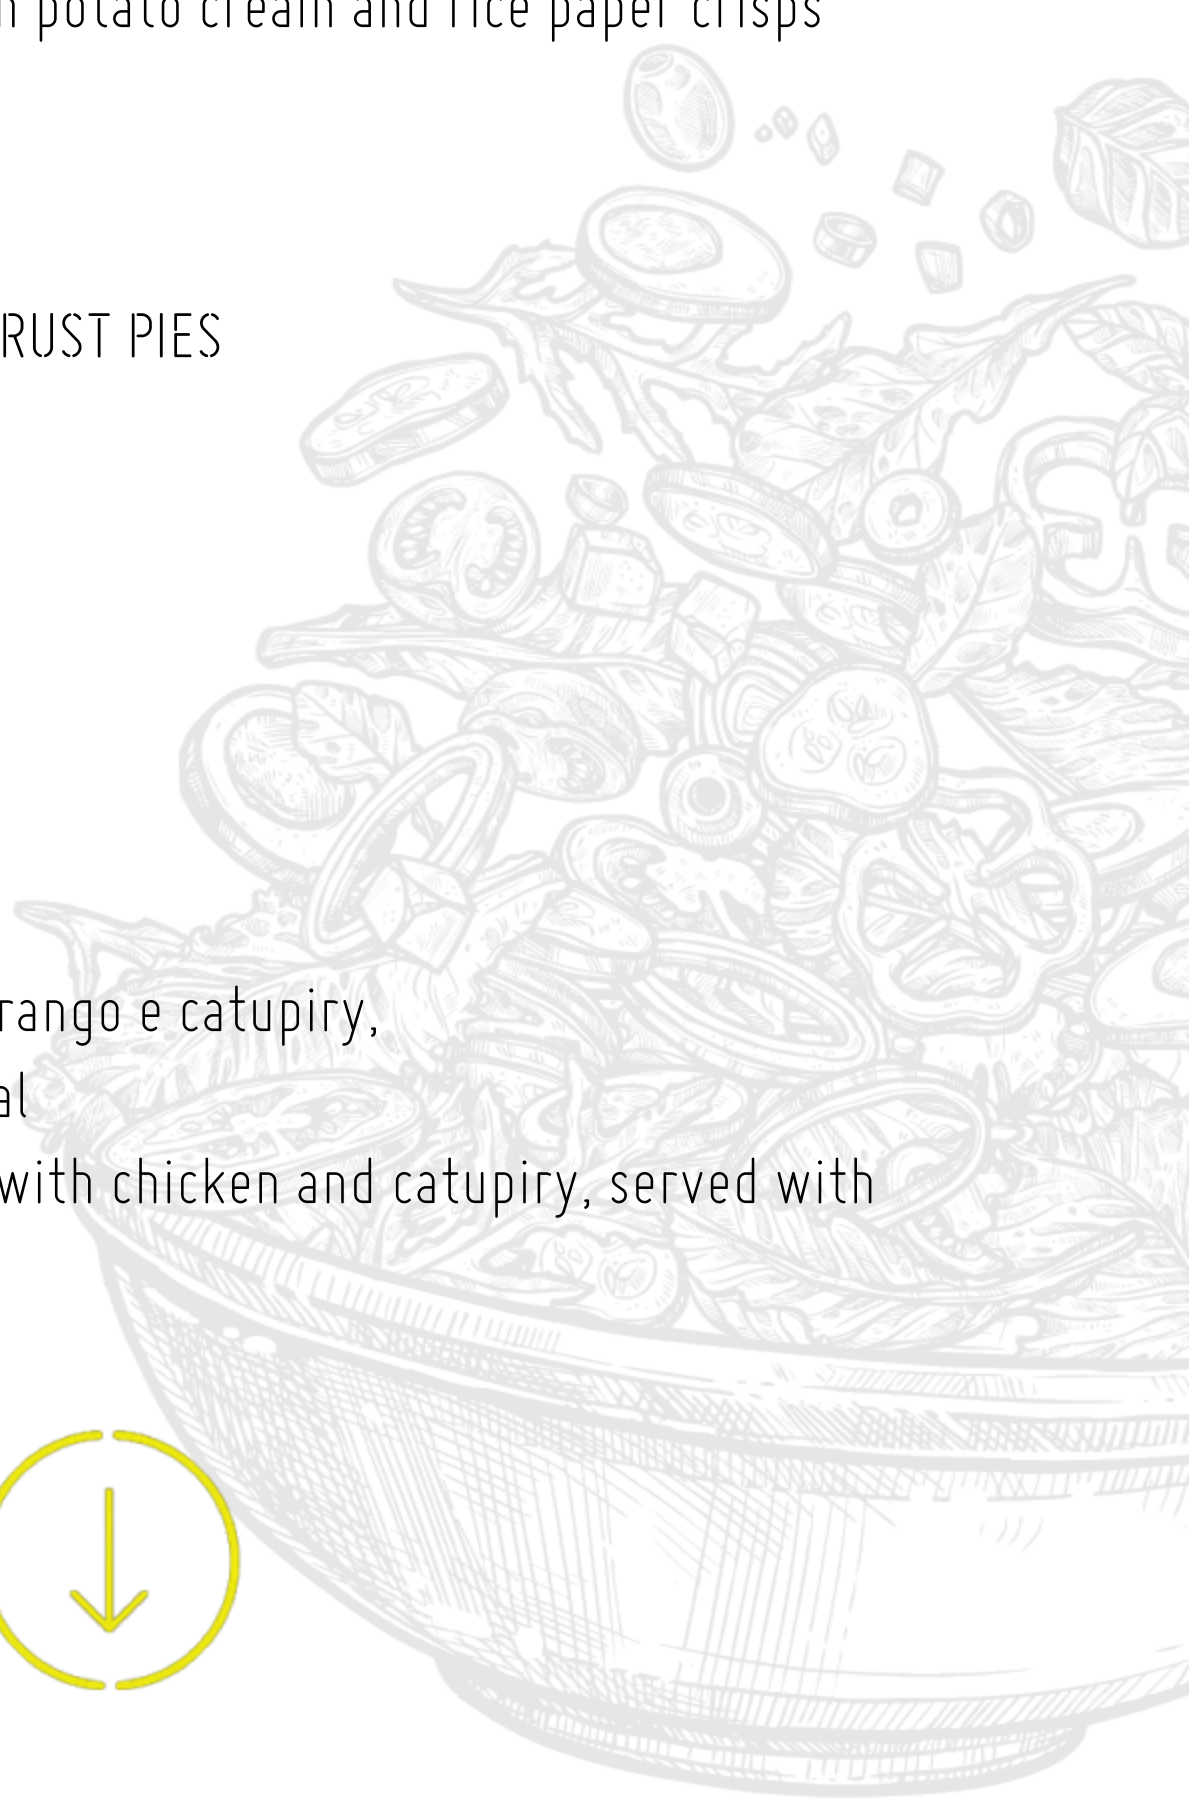 potato cream and rice paper crisps
RUST PIES
rango e catupiry,
al
with chicken and catupiry, served with